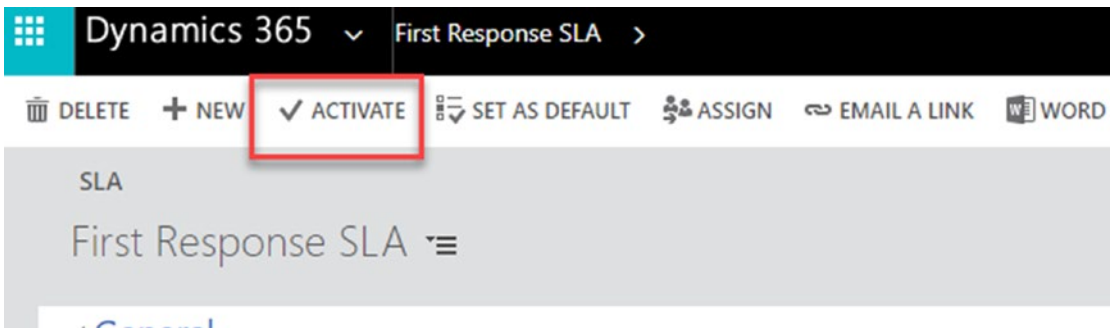 Dynamics 365 First Response SLA
DELETE NEW ACTIVATE SET AS DEFAULT ASSIGN EMAIL A LINK WORD
SLA
First Response SLA
General